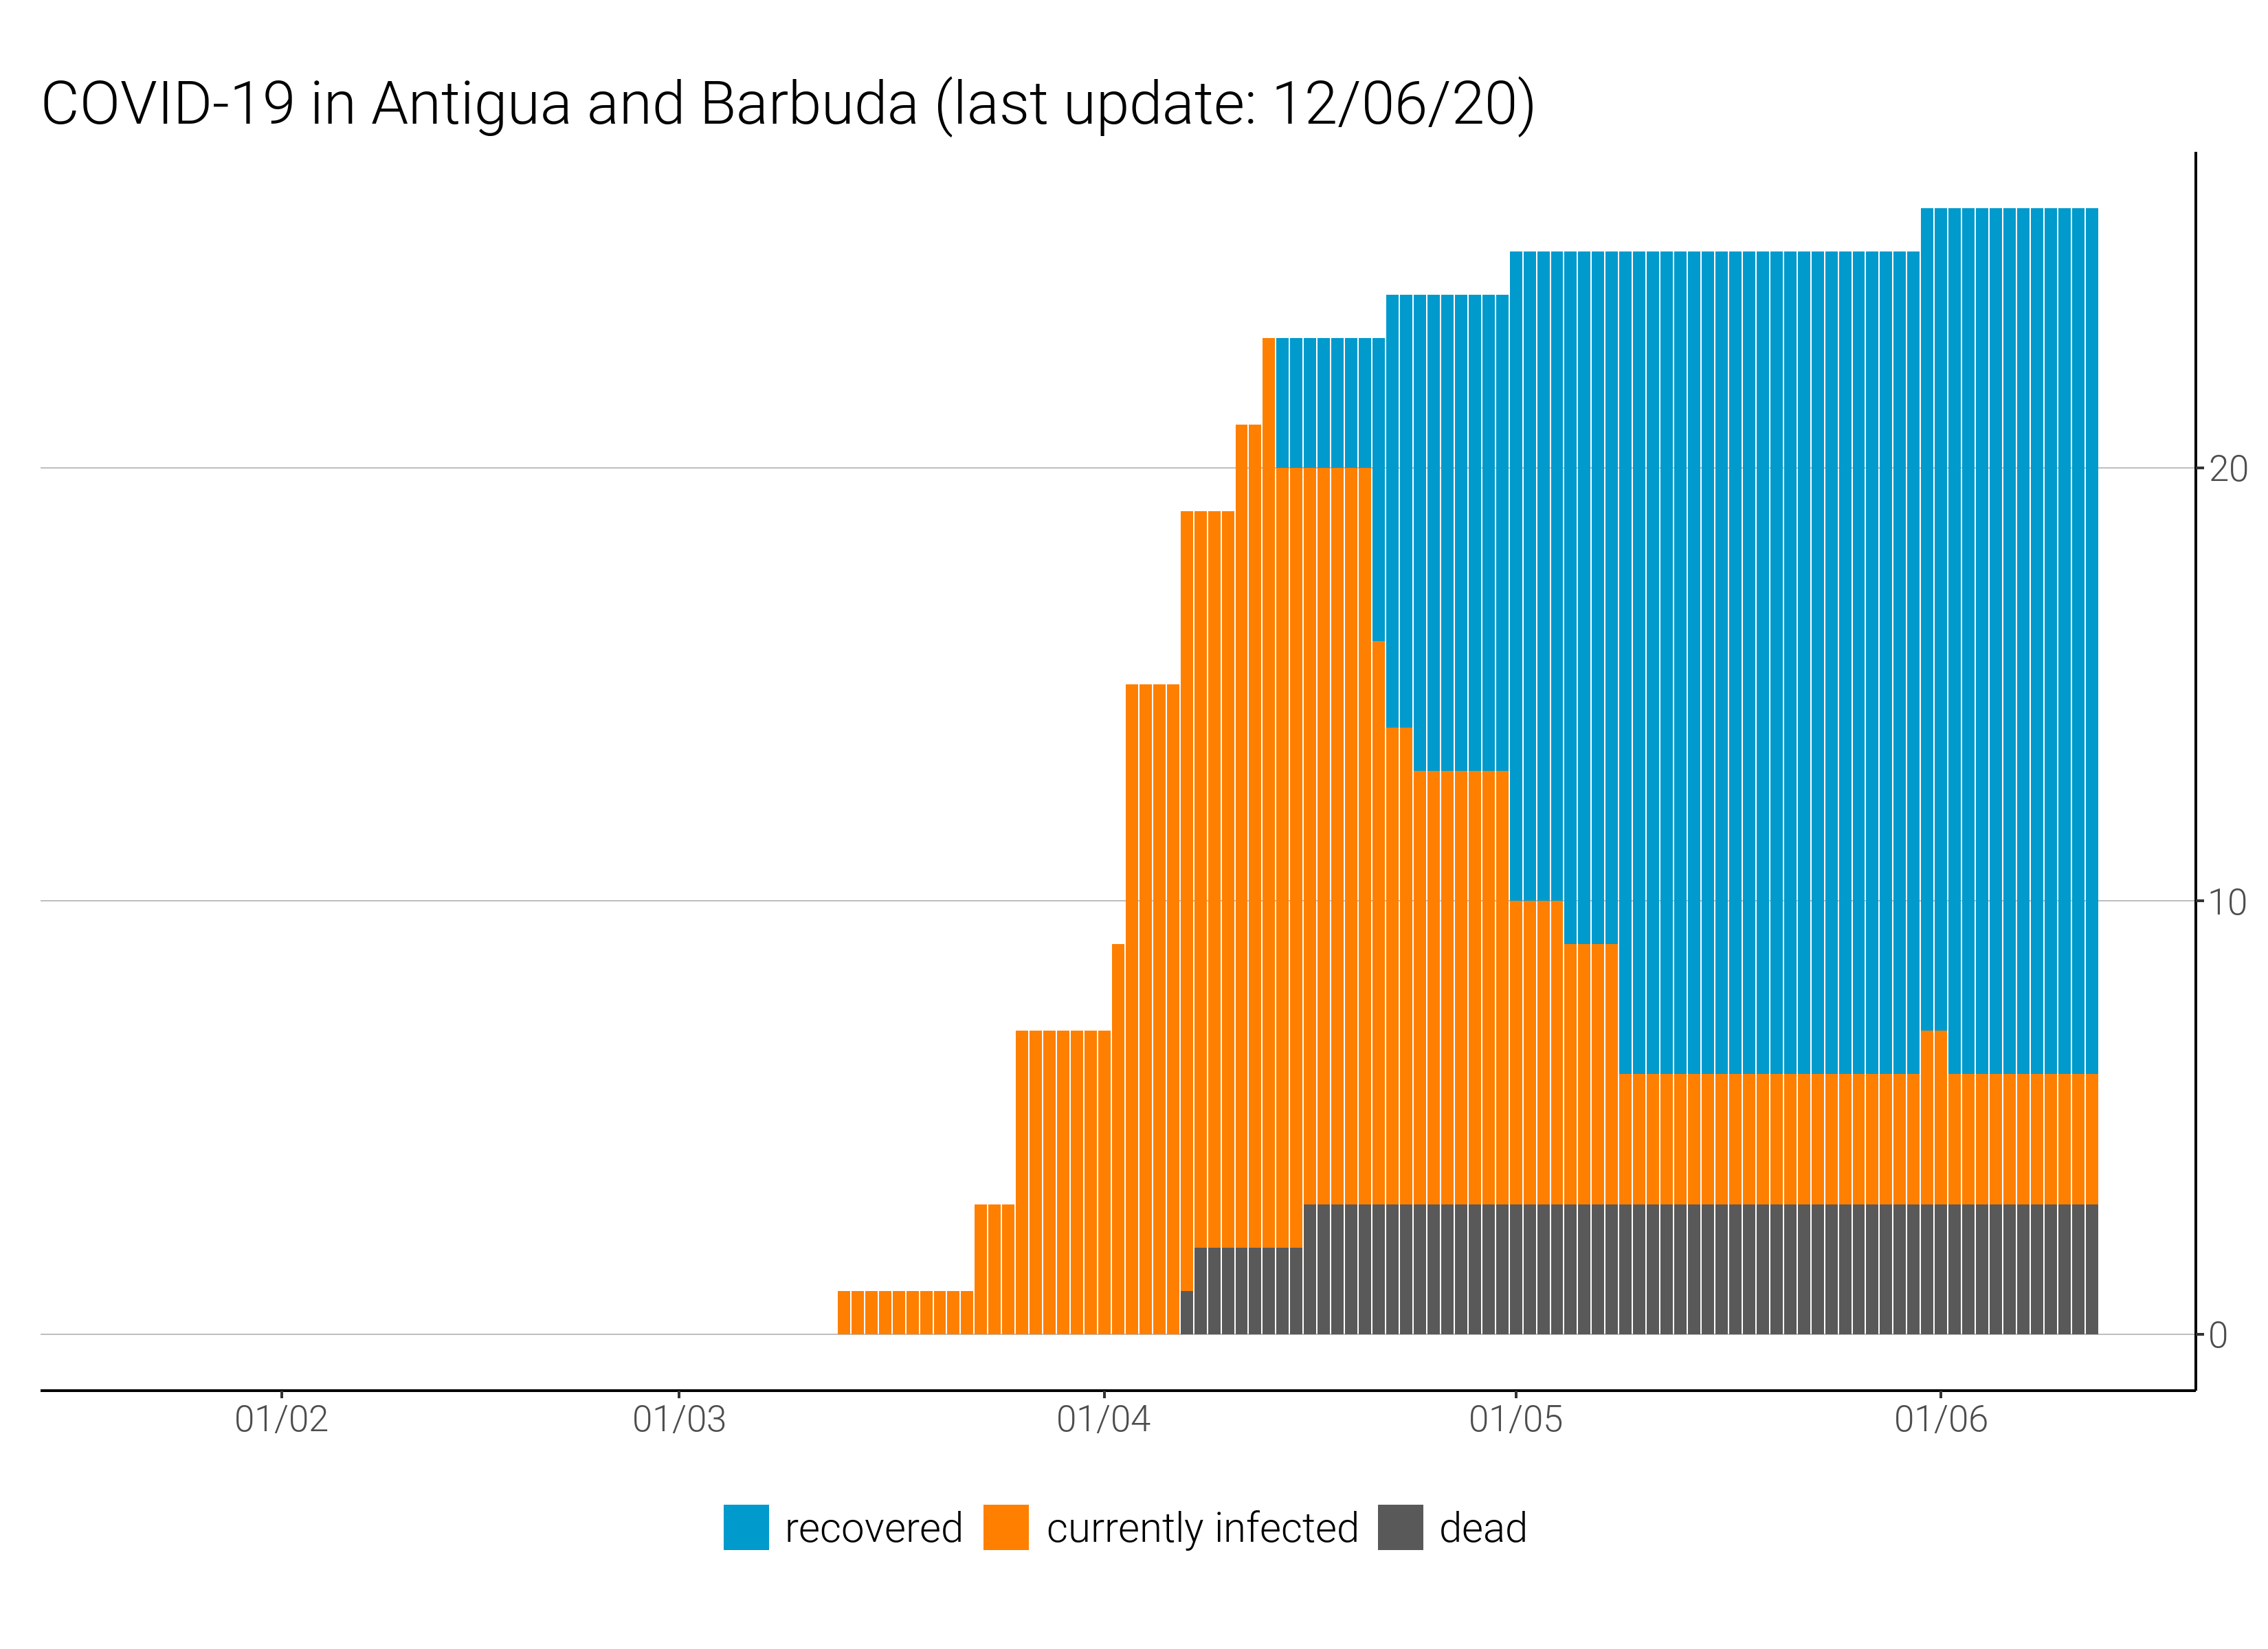 COVID-19 in Antigua and Barbuda (last update: 12/06/20)
20
10
0
01/02 01/03 01/04 01/05 01/06
recovered currently infected dead